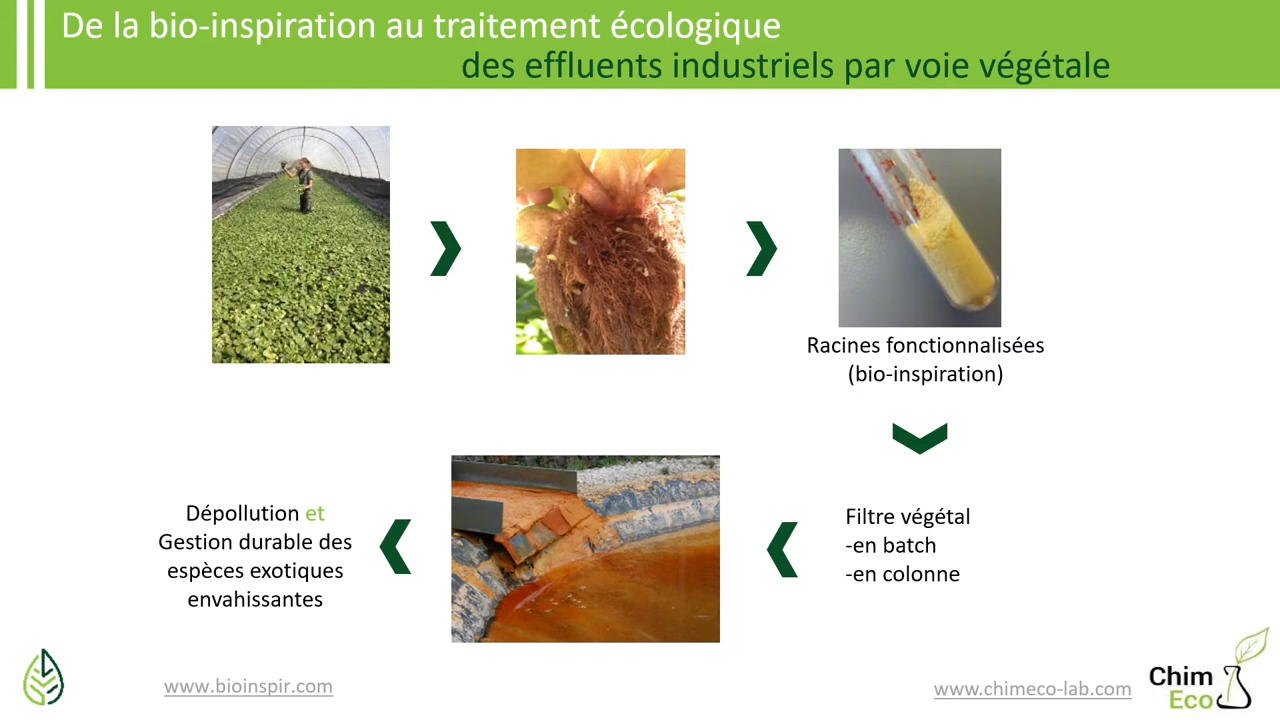 De la bio-inspiration au traitement écologique
des effluents industriels par voie végétale
Racines fonctionnalisées
(bio-inspiration)
Filtre végétal
-en batch
-en colonne
Dépollution et
Gestion durable des
espèces exotiques
envahissantes
www.bioinspir.com
www.chimeco-lab.com
Chim
Eco